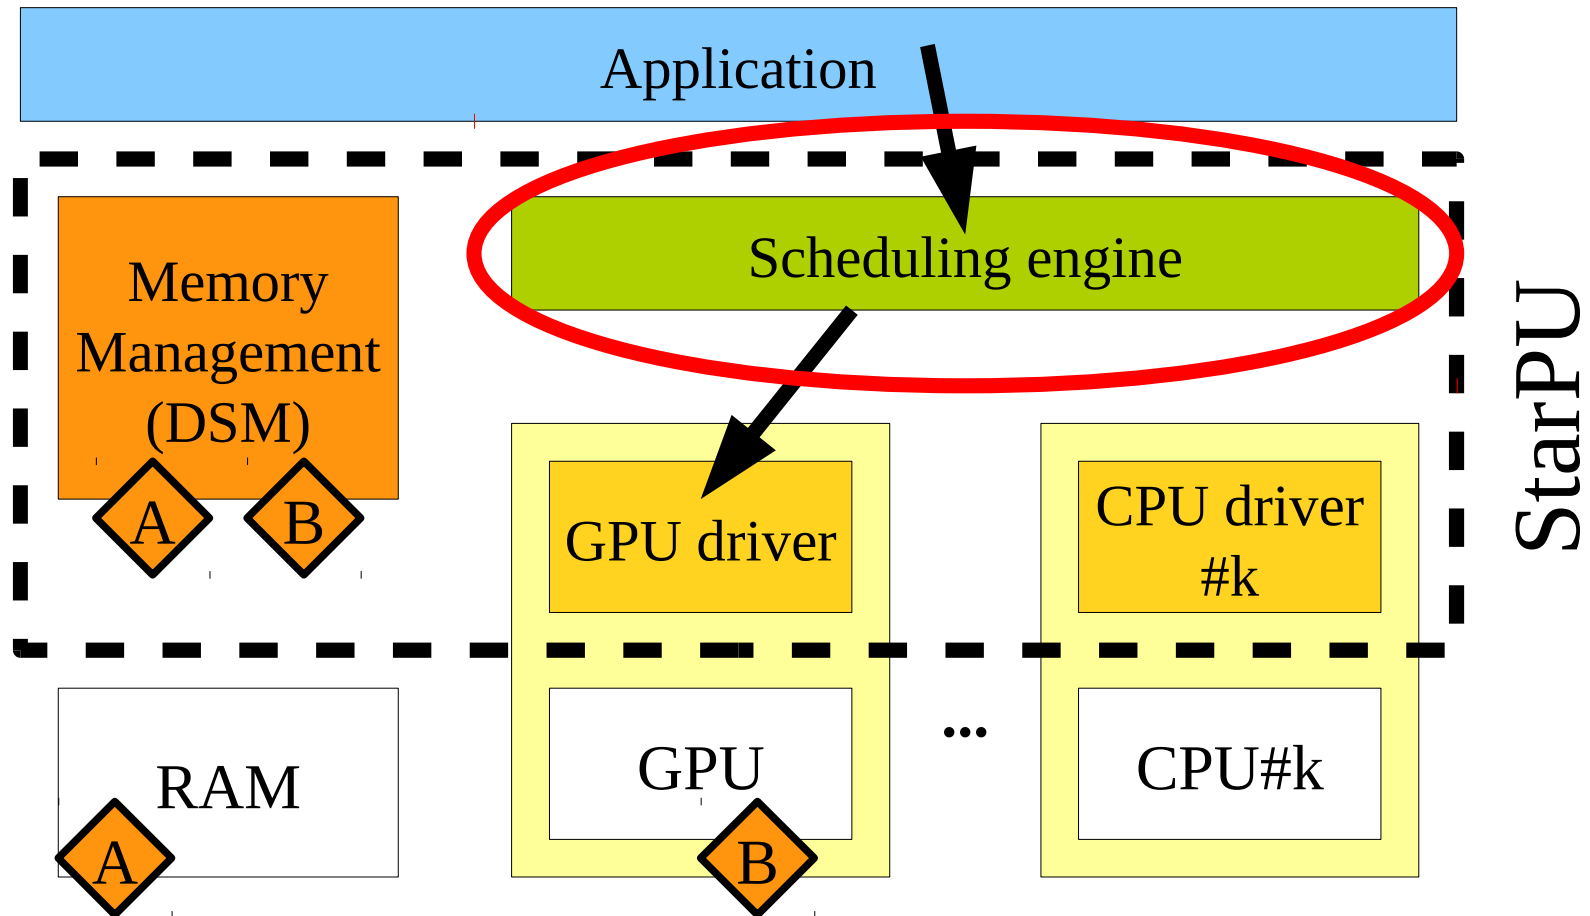 Application
Scheduling engine
Memory
Management
(DSM)
A
B
GPU driver
CPU driver
#k
StarPU
RAM
GPU
...
CPU#k
A
B